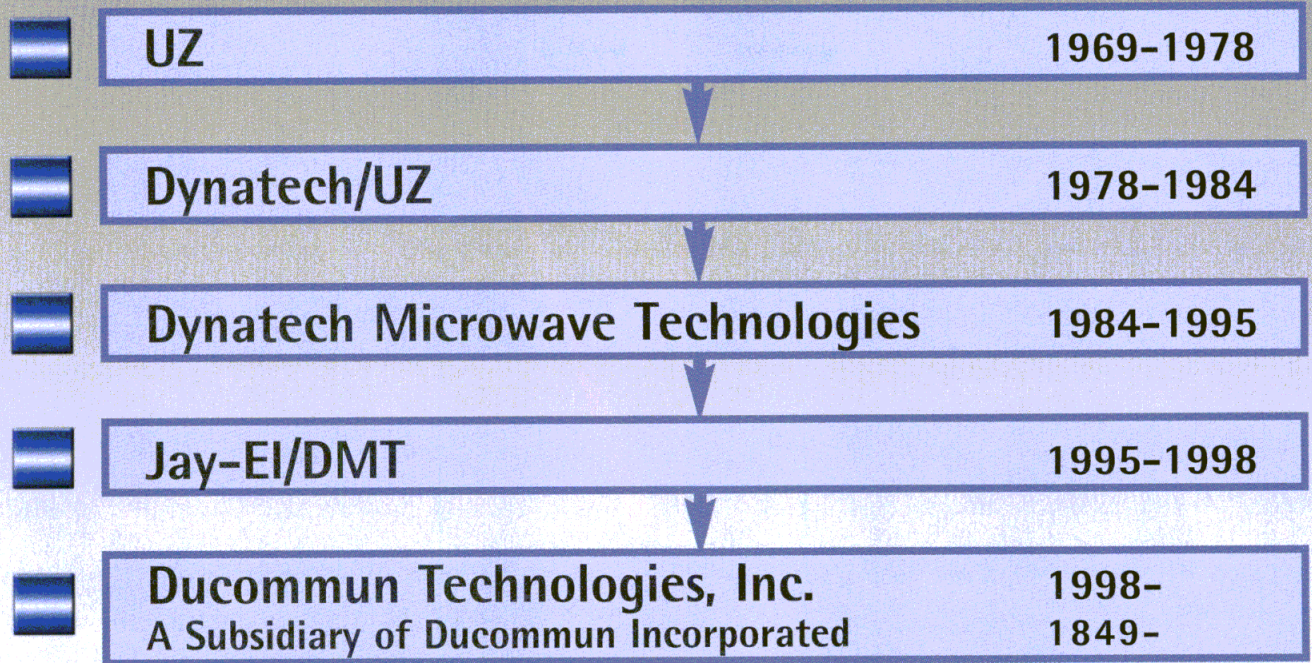 UZ 1969-1978
Dynatech/UZ 1978-1984
Dynatech Microwave Technologies 1984-1995
Jay-El/DMT 1995-1998
Ducommun Technologies, Inc. 1998-
A Subsidiary of Ducommun Incorporated 1849-